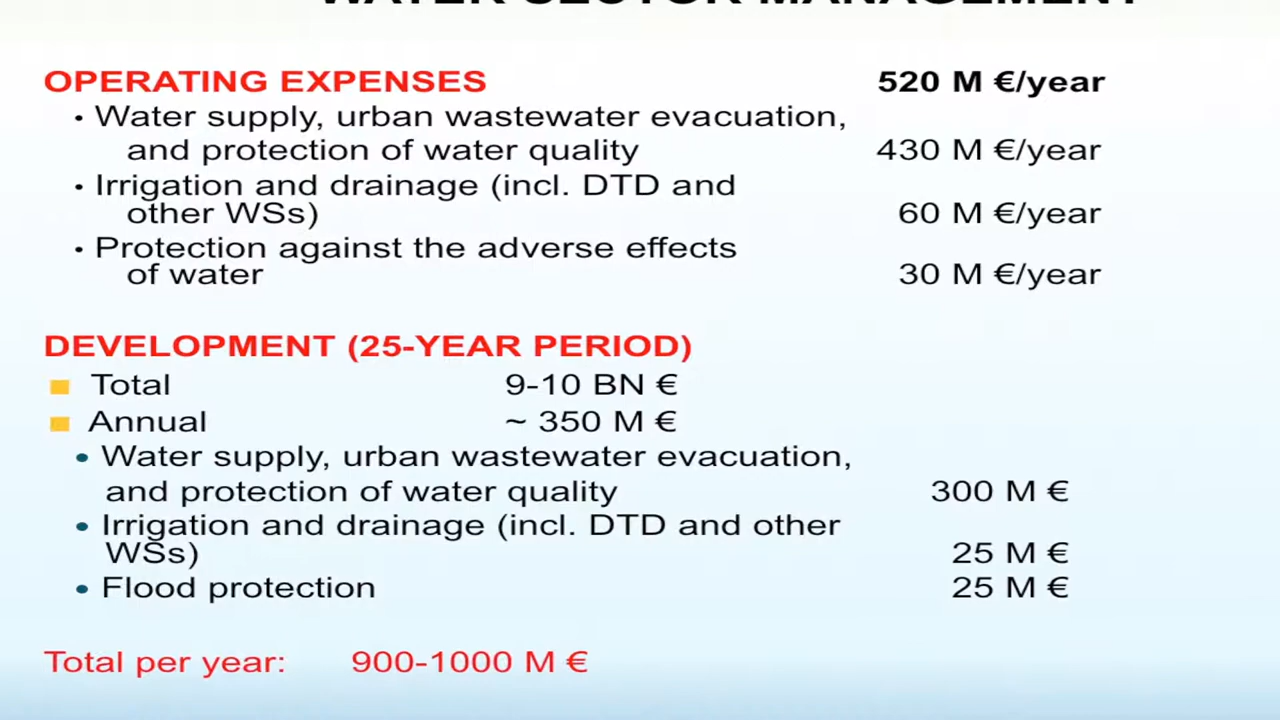 WATER SECTOR MANAGEMENT
OPERATING EXPENSES 520 M €/year
• Water supply, urban wastewater evacuation,
and protection of water quality 430 M €/year
• Irrigation and drainage (incl. DTD and
other WSs) 60 M €/year
• Protection against the adverse effects
of water 30 M €/year
DEVELOPMENT (25-YEAR PERIOD)
Total 9-10 BN €
Annual ~ 350 M €
• Water supply, urban wastewater evacuation,
and protection of water quality 300 M €
• Irrigation and drainage (incl. DTD and other
WSs) 25 M €
• Flood protection 25 M €
Total per year: 900-1000 M €